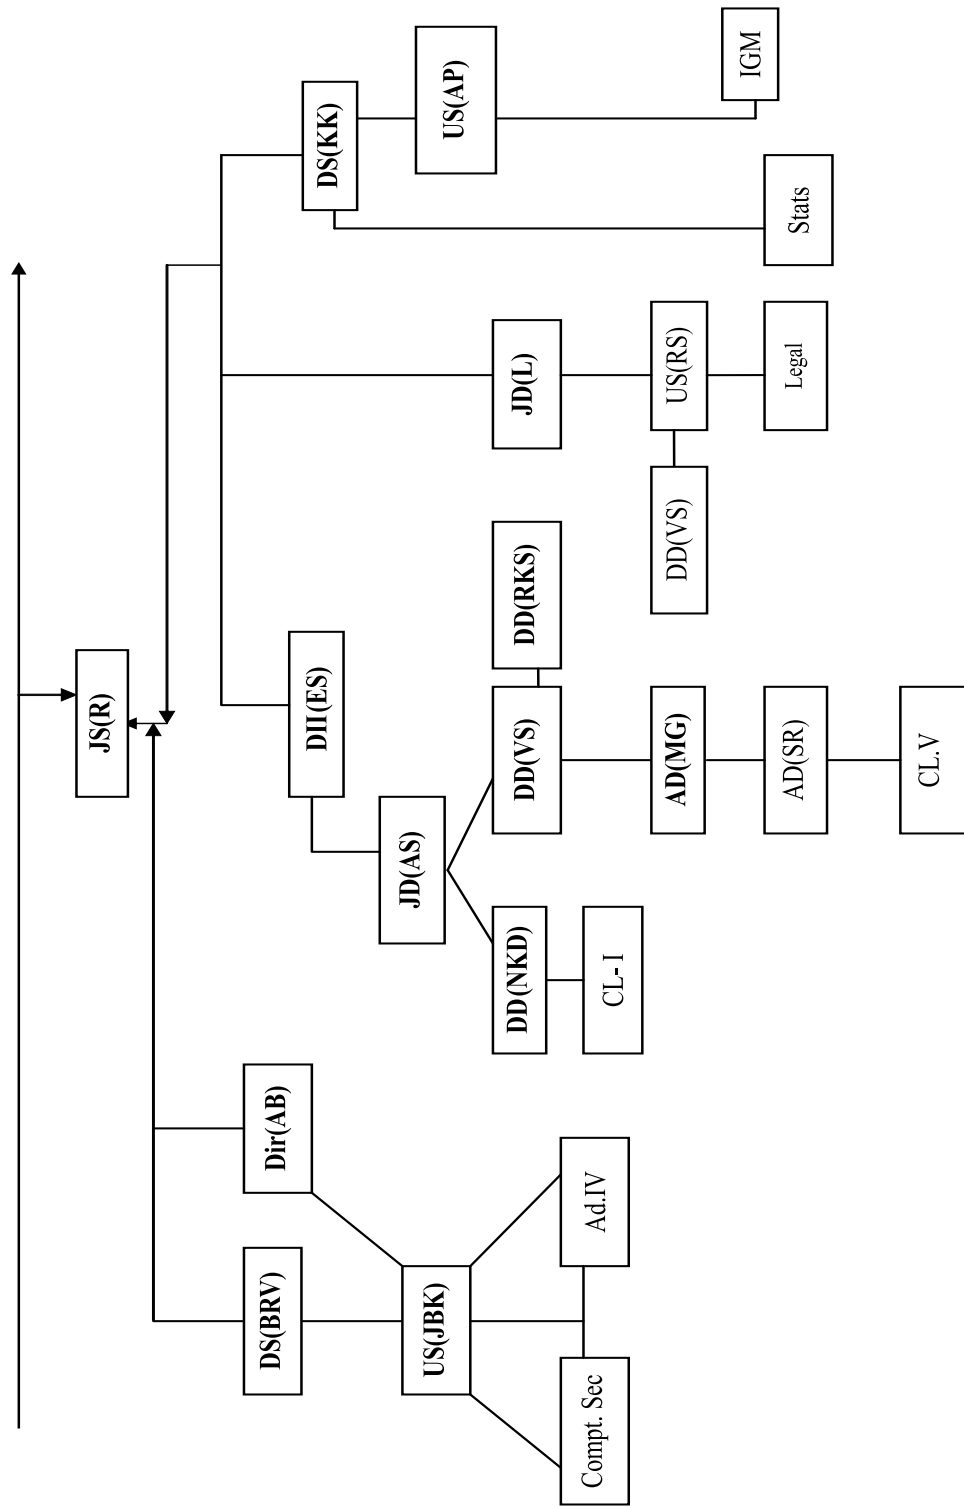 JS(R)
DS(BRV)
Dir(AB)
DII(ES)
DS(KK)
JD(AS)
US(JBK)
US(AP)
DD(NKD)
DD(VS)
DD(RKS)
JD(L)
Compt. Sec
Ad.IV
CL- I
AD(MG)
DD(VS)
US(RS)
IGM
AD(SR)
Legal
Stats
CL.V